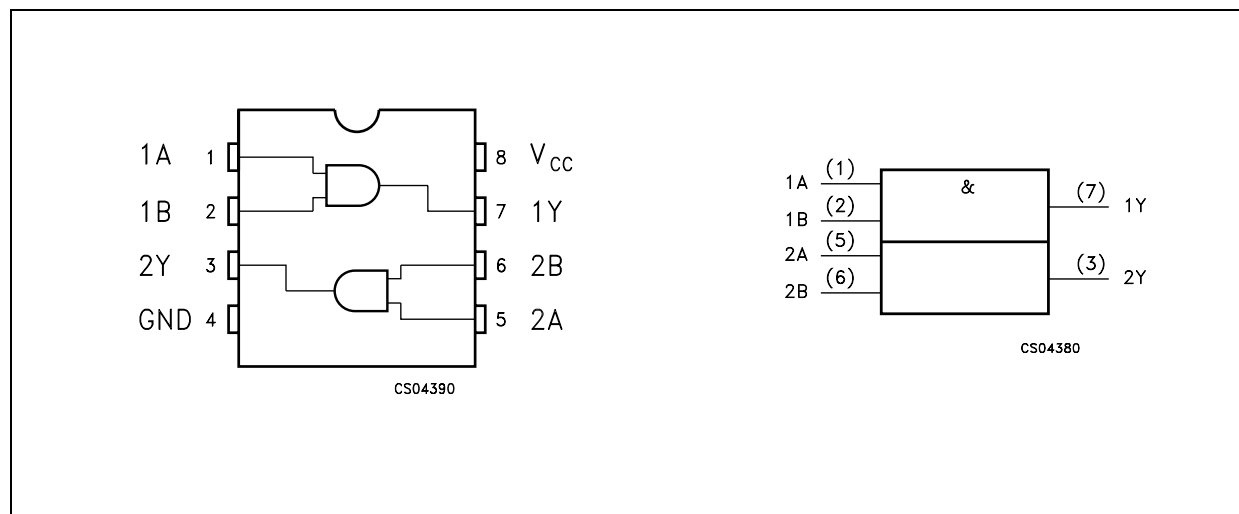 1A 1 8 VCC
1B 2 7 1Y
2Y 3 6 2B
GND 4 5 2A
CS04390
&
1A (1)
1B (2)
2A (5)
2B (6)
(7) 1Y
(3) 2Y
CS04380